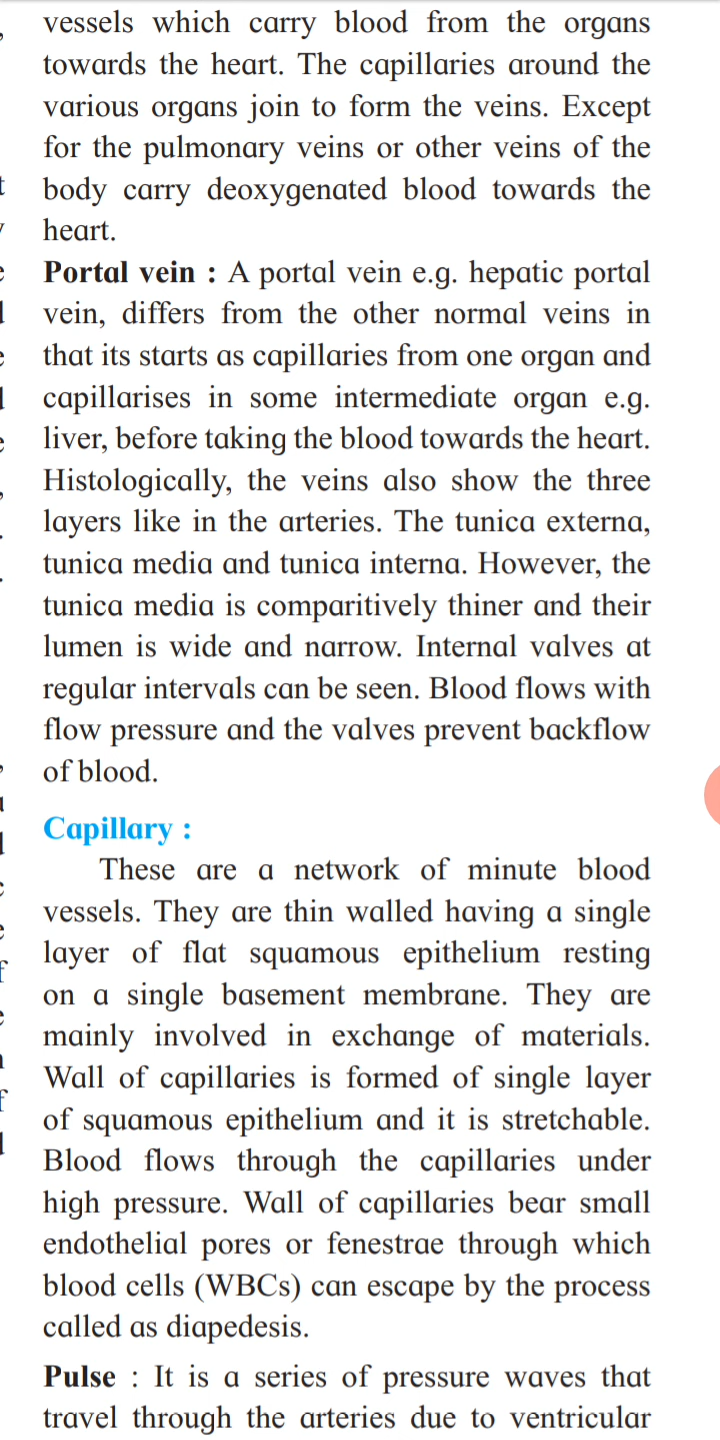 vessels which carry blood from the organs
towards the heart. The capillaries around the
various organs join to form the veins. Except
for the pulmonary veins or other veins of the
body carry deoxygenated blood towards the
heart.
Portal vein : A portal vein e.g. hepatic portal
vein, differs from the other normal veins in
that its starts as capillaries from one organ and
capillarises in some intermediate organ e.g.
liver, before taking the blood towards the heart.
Histologically, the veins also show the three
layers like in the arteries. The tunica externa,
tunica media and tunica interna. However, the
tunica media is comparitively thiner and their
lumen is wide and narrow. Internal valves at
regular intervals can be seen. Blood flows with
flow pressure and the valves prevent backflow
of blood.
Capillary :
These are a network of minute blood
vessels. They are thin walled having a single
layer of flat squamous epithelium resting
on a single basement membrane. They are
mainly involved in exchange of materials.
Wall of capillaries is formed of single layer
of squamous epithelium and it is stretchable.
Blood flows through the capillaries under
high pressure. Wall of capillaries bear small
endothelial pores or fenestrae through which
blood cells (WBCs) can escape by the process
called as diapedesis.
Pulse : It is a series of pressure waves that
travel through the arteries due to ventricular